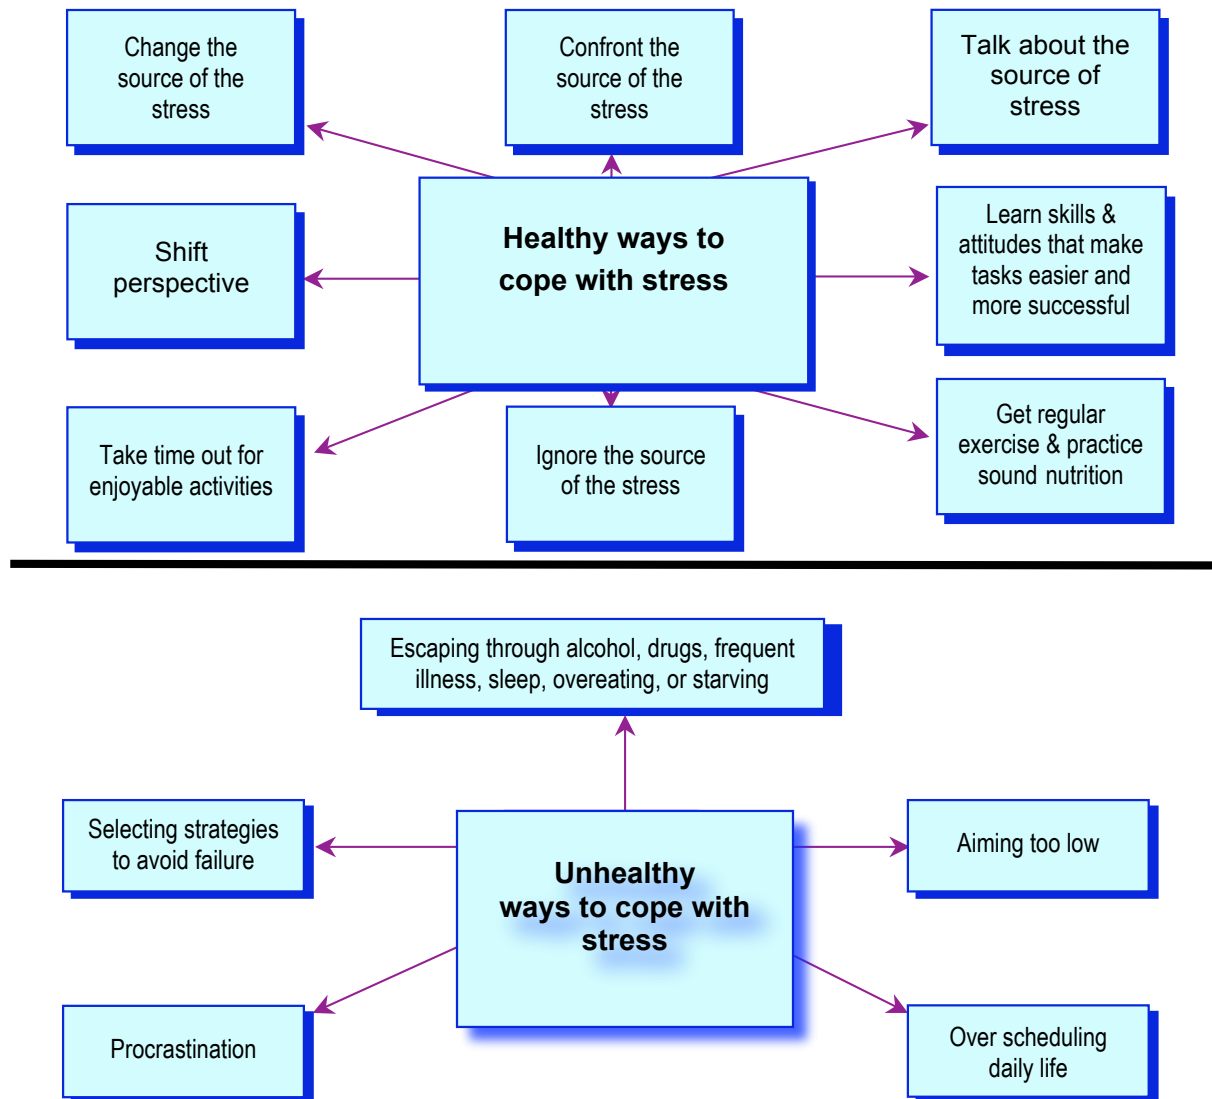 Change the
source of the
stress
Confront the
source of the
stress
Talk about the
source of
stress
Shift
perspective
Healthy ways to
cope with stress
Learn skills &
attitudes that make
tasks easier and
more successful
Take time out for
enjoyable activities
Ignore the source
of the stress
Get regular
exercise & practice
sound nutrition
Escaping through alcohol, drugs, frequent
illness, sleep, overeating, or starving
Selecting strategies
to avoid failure
Unhealthy
ways to cope with
stress
Aiming too low
Procrastination
Over scheduling
daily life